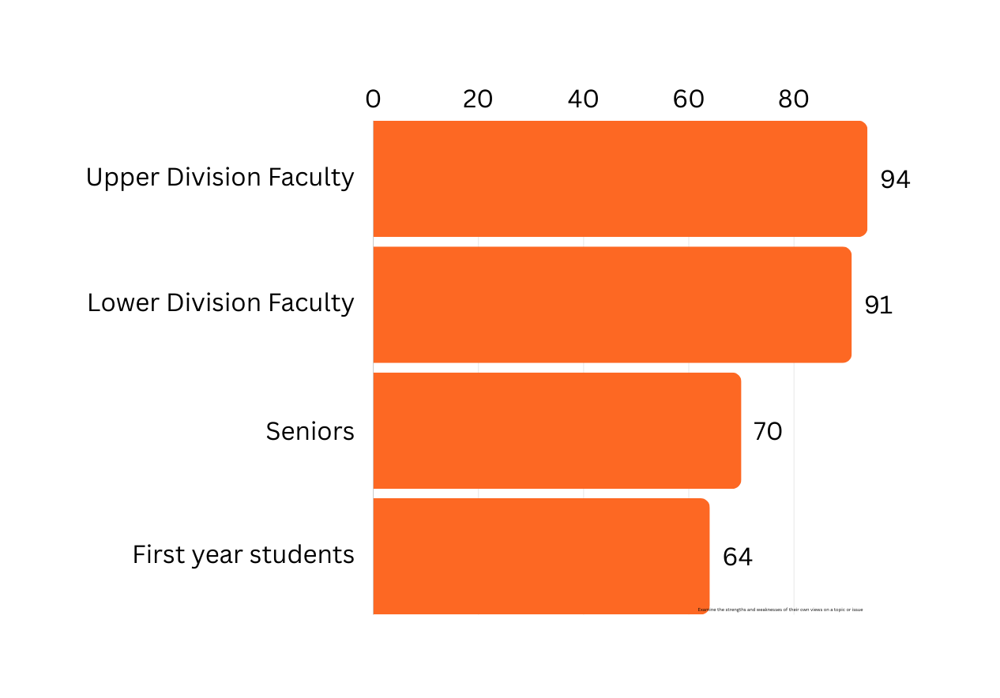 0 20 40 60 80
Upper Division Faculty 94
Lower Division Faculty 91
Seniors 70
First year students 64
Examine the strengths and weaknesses of their own views on a topic or issue